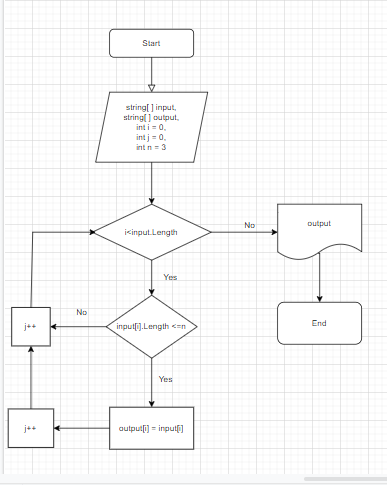 Start
string[ ] input,
string[ ] output,
int i = 0,
int j = 0,
int n = 3
i<input.Length
No
output
Yes
End
No
j++
input[i].Length <=n
Yes
j++
output[i] = input[i]